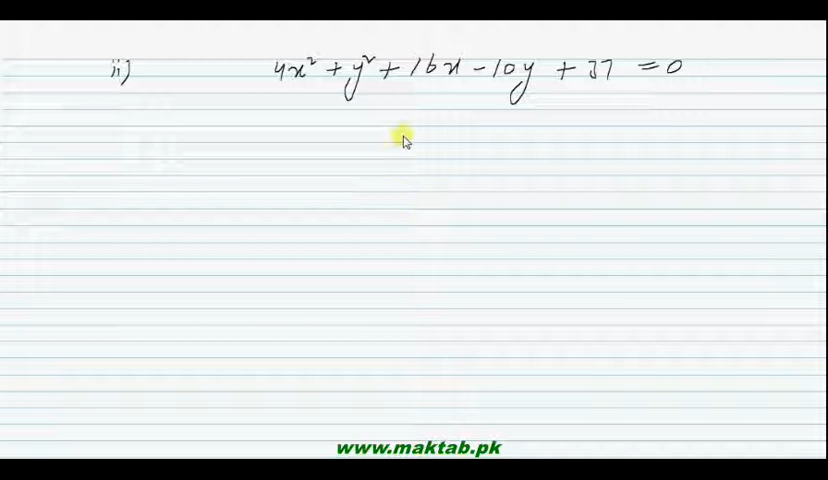 ii) 4x² + y² + 16x - 10y + 37 = 0
www.maktab.pk